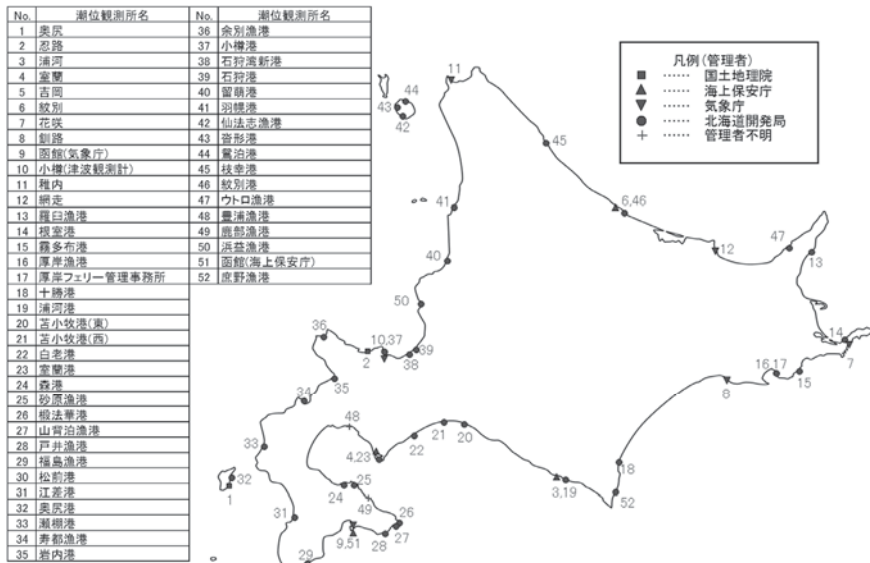 No. 潮位観測所名 No. 潮位観測所名
1 奥尻 36 余別漁港
2 忍路 37 小樽港
3 浦河 38 石狩湾新港
4 室蘭 39 石狩港
5 吉岡 40 留萌港
6 紋別 41 羽幌港
7 花咲 42 仙法志漁港
8 釧路 43 沓形港
9 函館(気象庁) 44 鴛泊港
10 小樽(津波観測計) 45 枝幸港
11 稚内 46 紋別港
12 網走 47 ウトロ漁港
13 羅臼漁港 48 豊浦漁港
14 根室港 49 鹿部漁港
15 霧多布港 50 浜益漁港
16 厚岸漁港 51 函館(海上保安庁)
17 厚岸フェリー管理事務所 52 庶野漁港
18 十勝港
19 浦河港
20 苫小牧港(東)
21 苫小牧港(西)
22 白老港
23 室蘭港
24 森港
25 砂原漁港
26 椴法華港
27 山背泊漁港
28 戸井漁港
29 福島漁港
30 松前港
31 江差港
32 奥尻港
33 瀬棚港
34 寿都漁港
35 岩内港
凡例(管理者)
■ …… 国土地理院
▲ …… 海上保安庁
▼ …… 気象庁
● …… 北海道開発局
+ …… 管理者不明
11
44
43
42
45
41
6,46
47
12
13
40
50
36
10,37
39
2
38
14
7
16,17
15
8
35
34
48
21
20
22
33
4,23
18
32
1
24
25
3,19
52
49
31
26
27
9,51
28
29